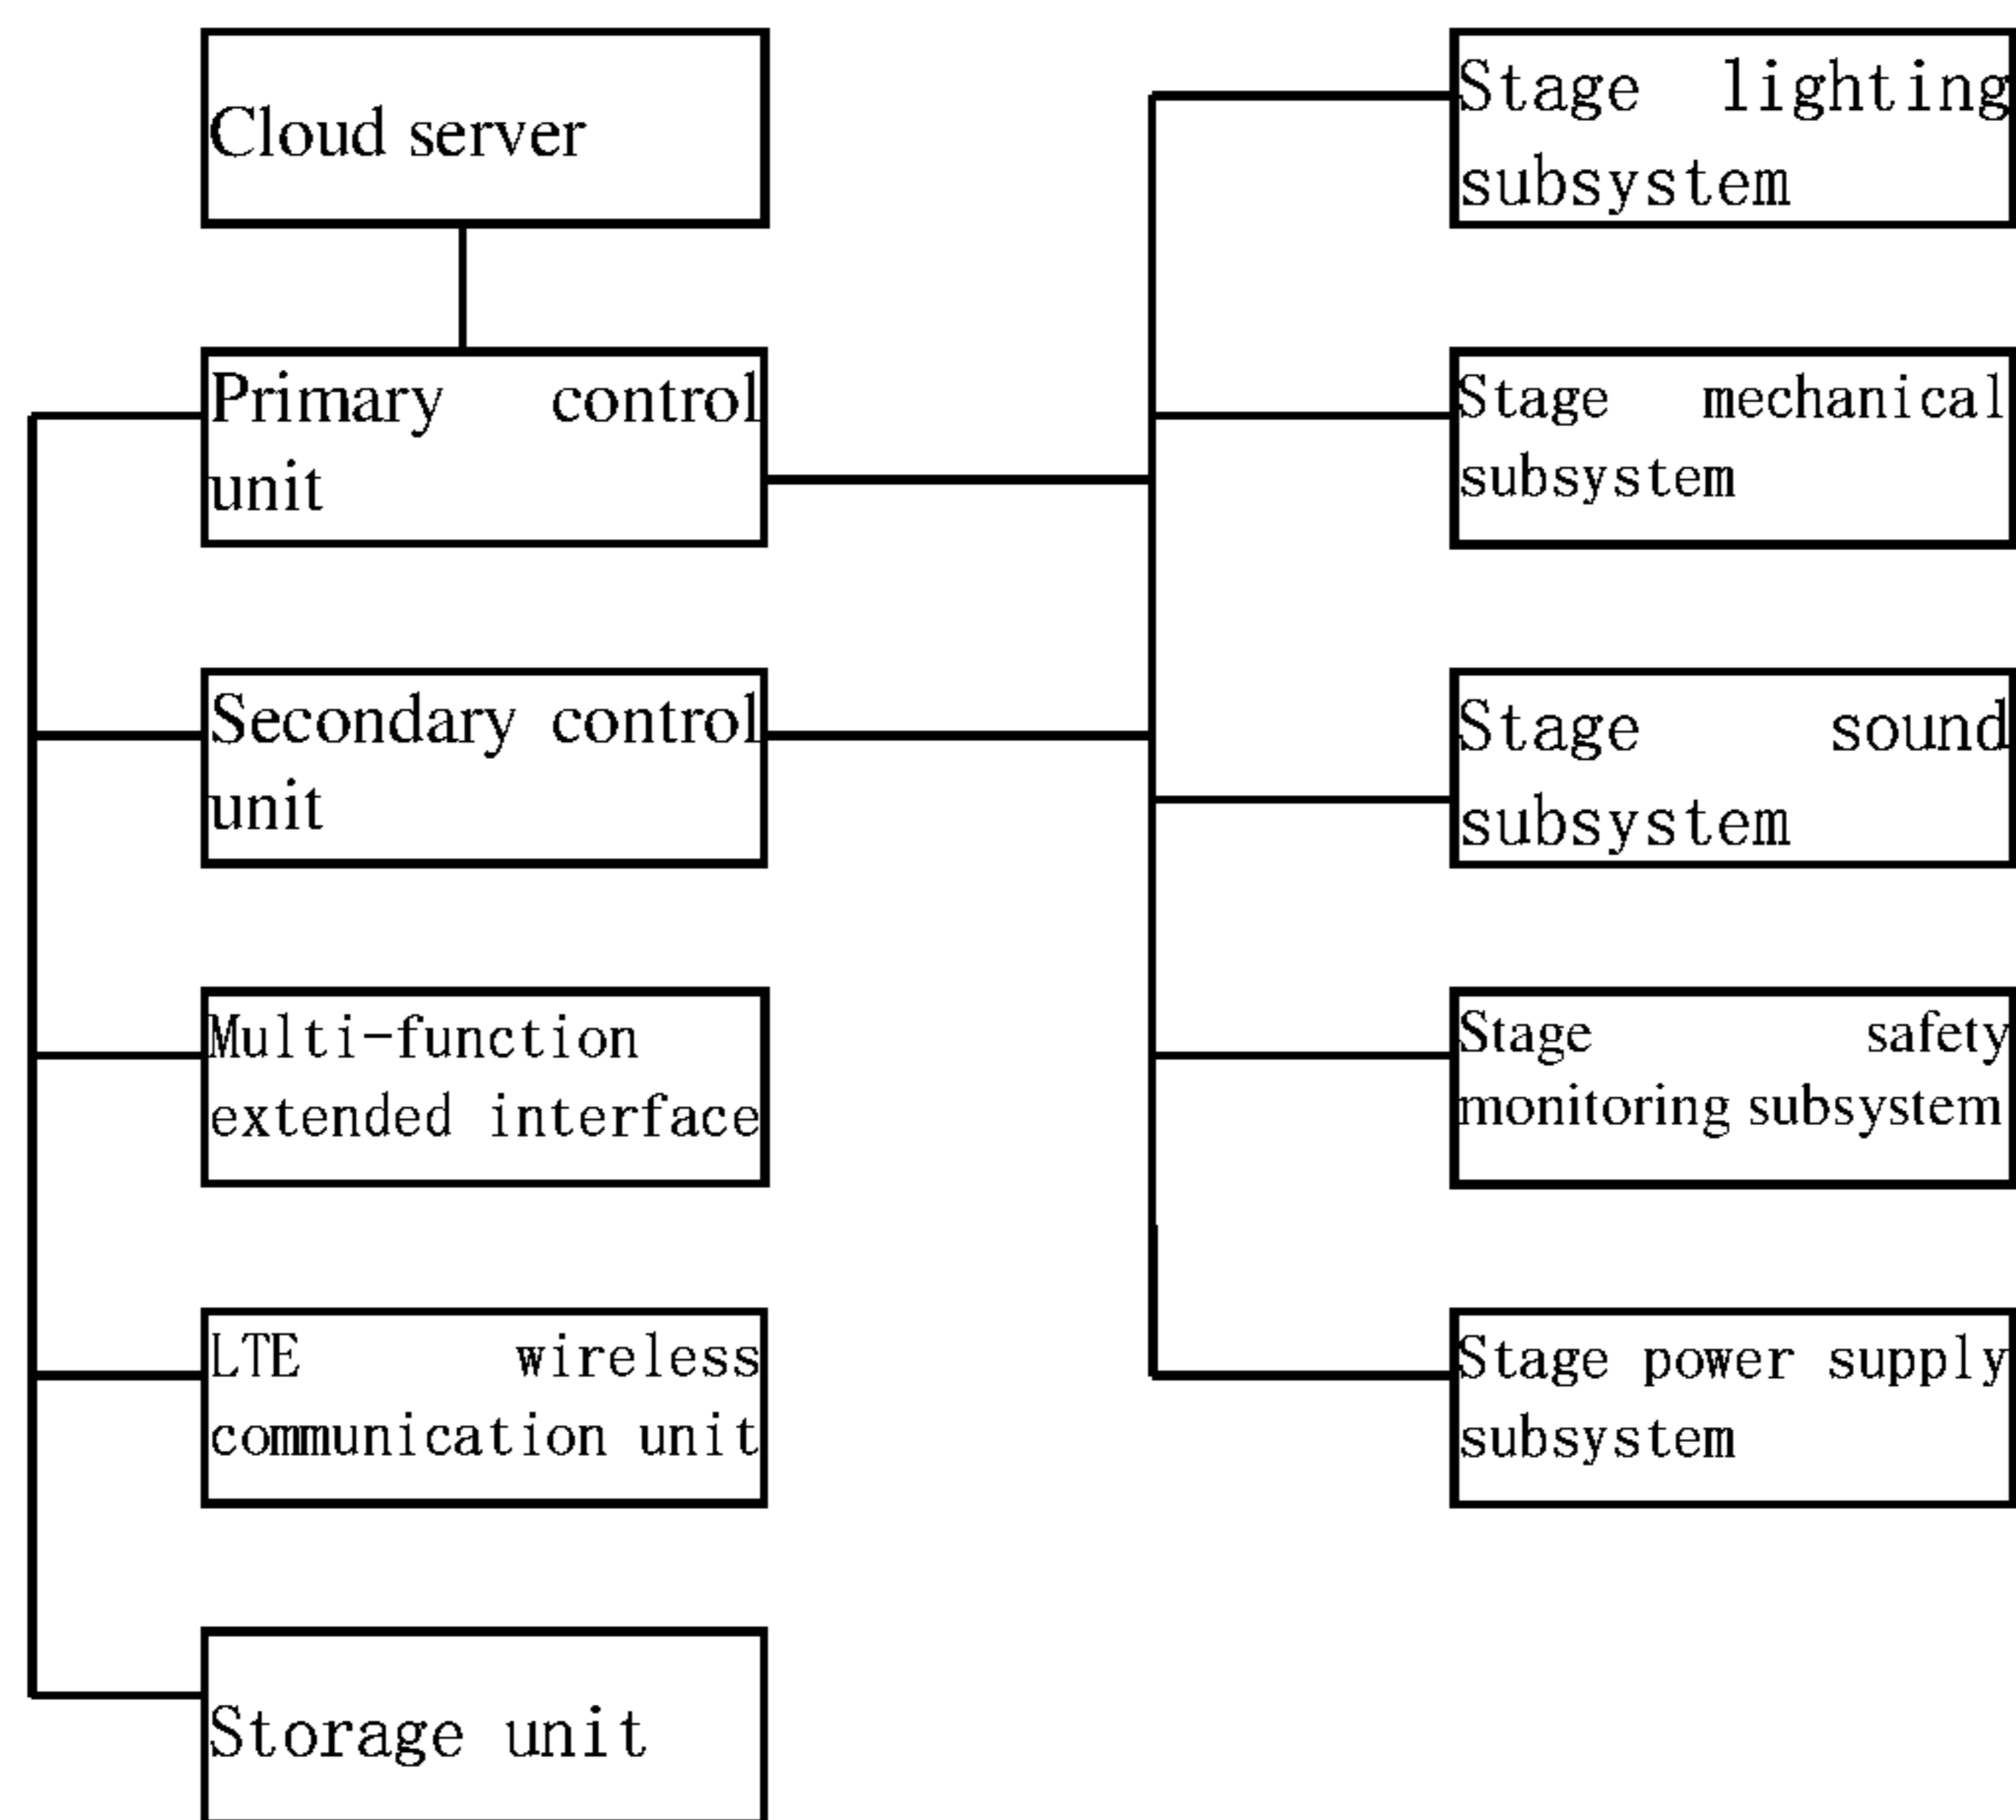 Cloud server
Primary control
unit
Secondary control
unit
Multi-function
extended interface
LTE wireless
communication unit
Storage unit
Stage lighting
subsystem
Stage mechanical
subsystem
Stage sound
subsystem
Stage safety
monitoring subsystem
Stage power supply
subsystem